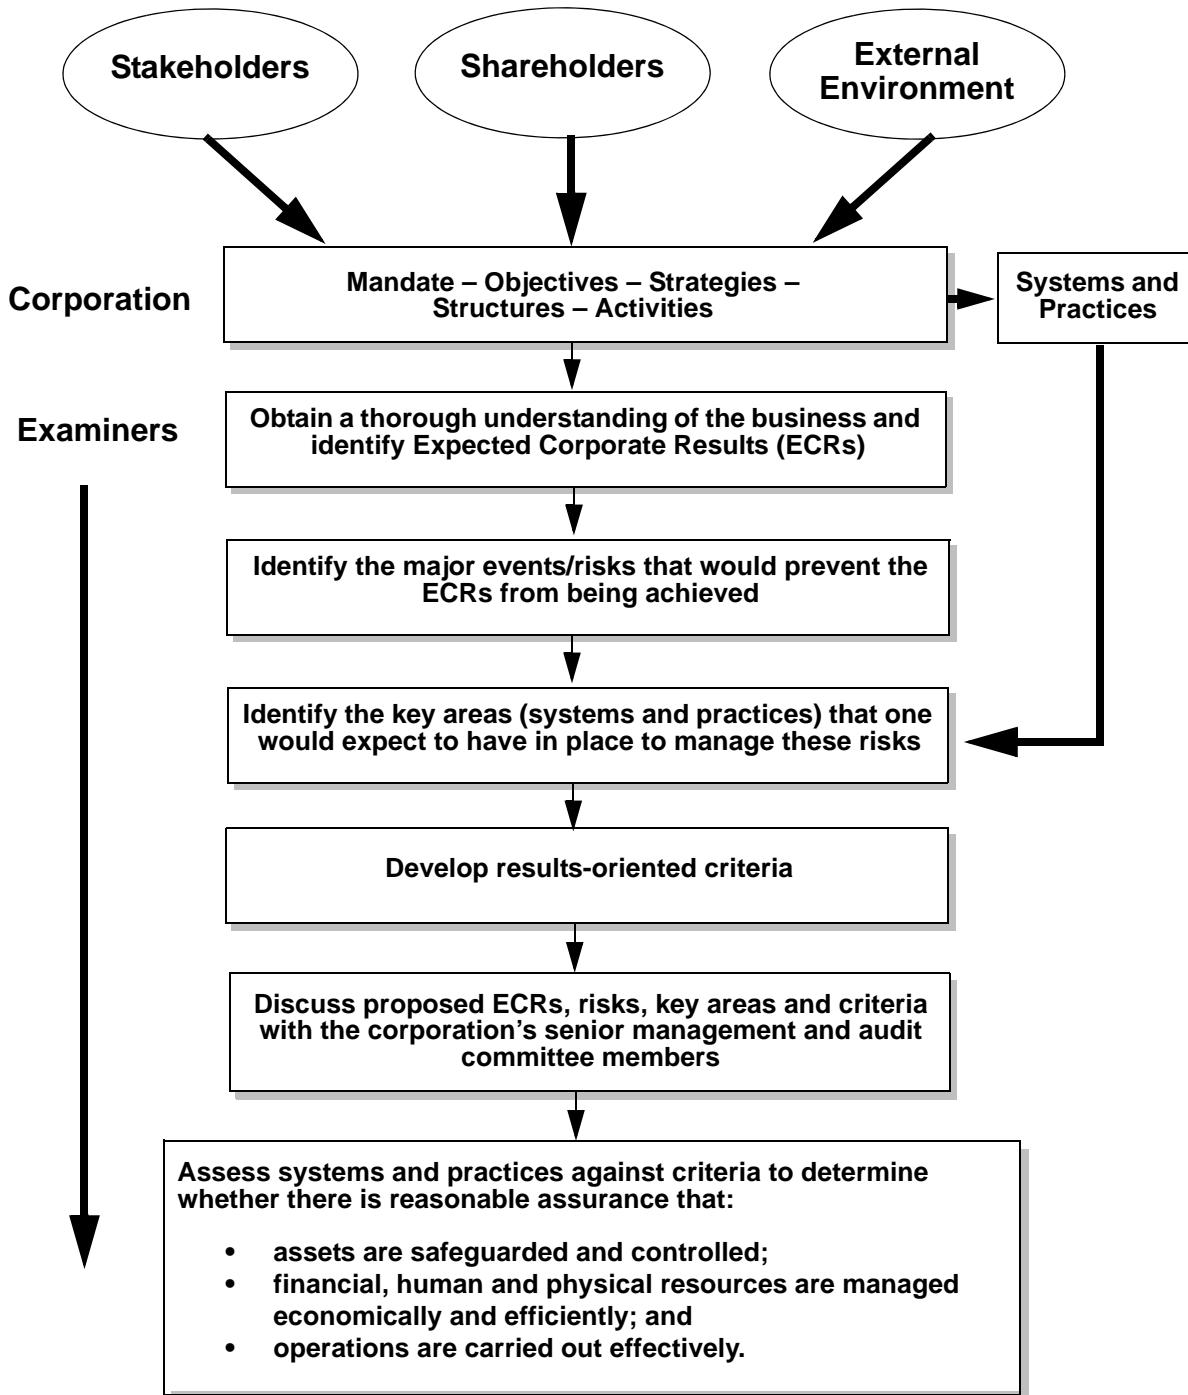 Stakeholders
Shareholders
External
Environment
Corporation
Mandate – Objectives – Strategies –
Structures – Activities
Systems and
Practices
Examiners
Obtain a thorough understanding of the business and
identify Expected Corporate Results (ECRs)
Identify the major events/risks that would prevent the
ECRs from being achieved
Identify the key areas (systems and practices) that one
would expect to have in place to manage these risks
Develop results-oriented criteria
Discuss proposed ECRs, risks, key areas and criteria
with the corporation’s senior management and audit
committee members
Assess systems and practices against criteria to determine
whether there is reasonable assurance that:
• assets are safeguarded and controlled;
• financial, human and physical resources are managed
economically and efficiently; and
• operations are carried out effectively.